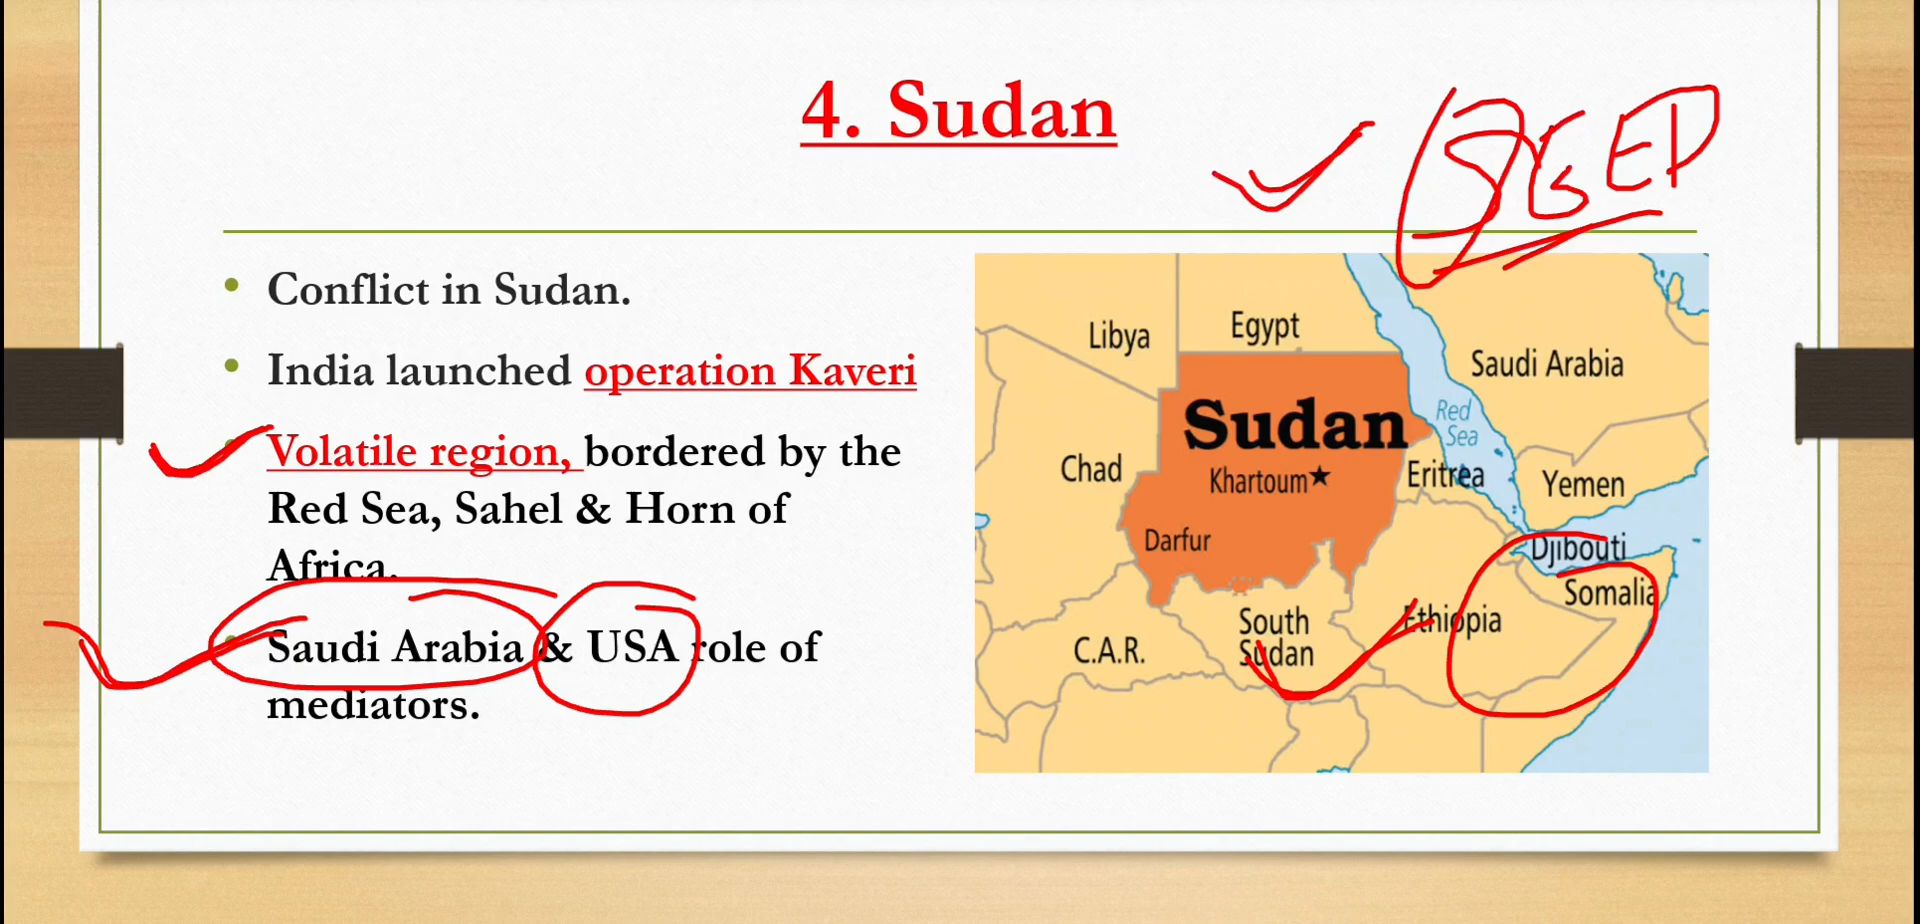 4. Sudan
Conflict in Sudan.
India launched operation Kaveri
Volatile region, bordered by the
Red Sea, Sahel & Horn of
Africa.
Saudi Arabia & USA role of
mediators.
Libya
Egypt
Saudi Arabia
Sudan
Red
Sea
Chad
Khartoum
Eritrea
Yemen
Darfur
Djibouti
Somalia
South
Sudan
Ethiopia
C.A.R.